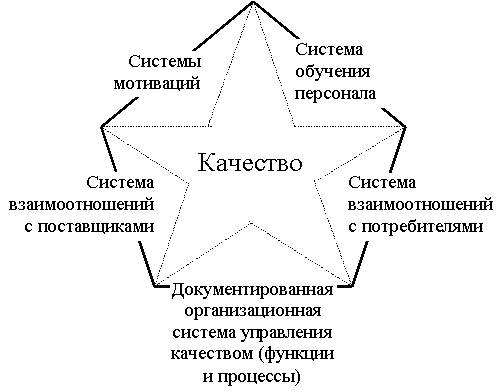 Системы
мотиваций
Система
обучения
персонала
Качество
Система
взаимоотношений
с поставщиками
Система
взаимоотношений
с потребителями
Документированная
организационная
система управления
качеством (функции
и процессы)